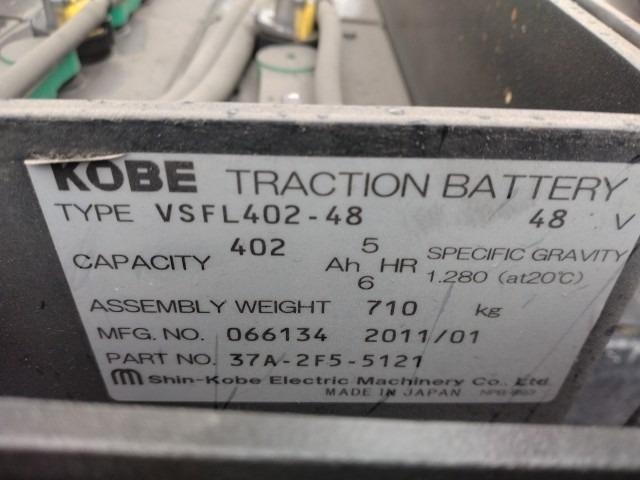 KOBE TRACTION BATTERY
TYPE VSFL402-48 48 V
CAPACITY 402 Ah 5 HR SPECIFIC GRAVITY
6 1.280 (at20℃)
ASSEMBLY WEIGHT 710 kg
MFG. NO. 066134 2011/01
PART NO. 37A-2F5-5121
Shin-Kobe Electric Machinery Co., Ltd.
MADE IN JAPAN